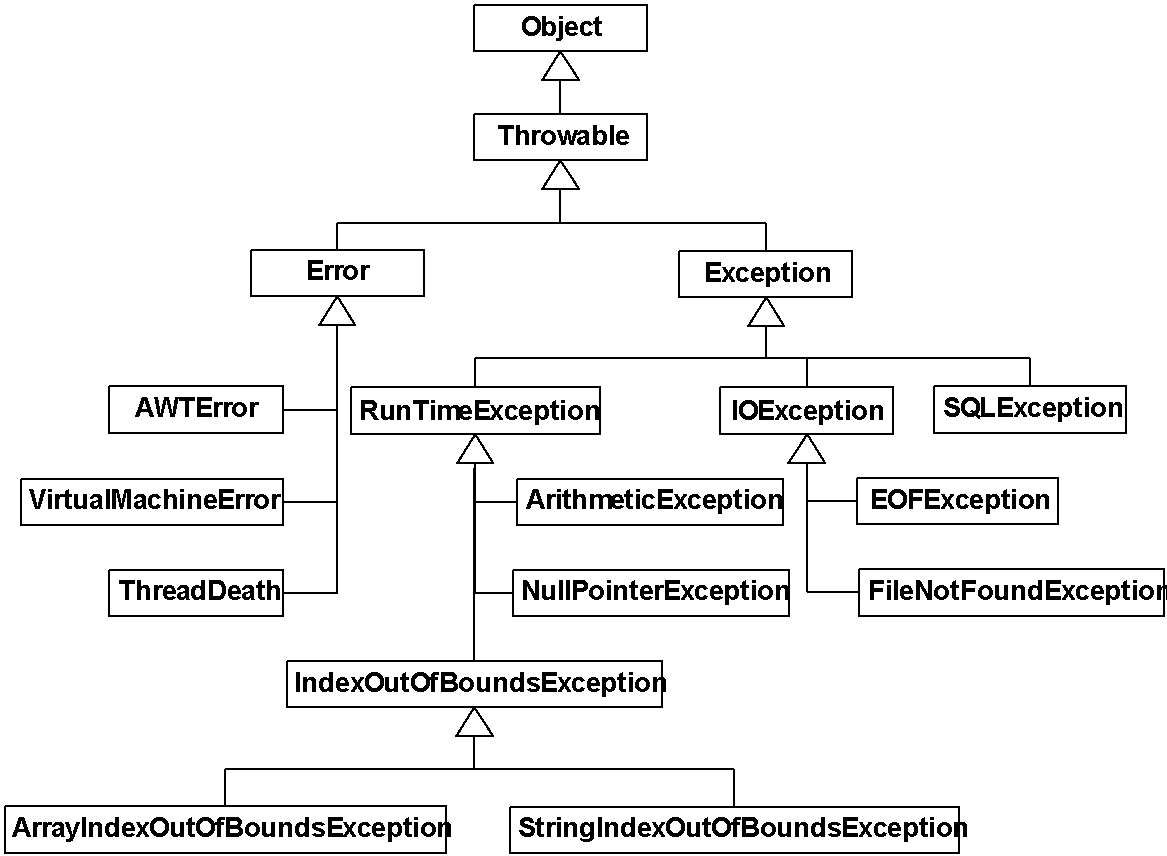 Object
Throwable
Error
Exception
AWTError
RunTimeException
IOException
SQLException
VirtualMachineError
ArithmeticException
EOFException
ThreadDeath
NullPointerException
FileNotFoundException
IndexOutOfBoundsException
ArrayIndexOutOfBoundsException
StringIndexOutOfBoundsException